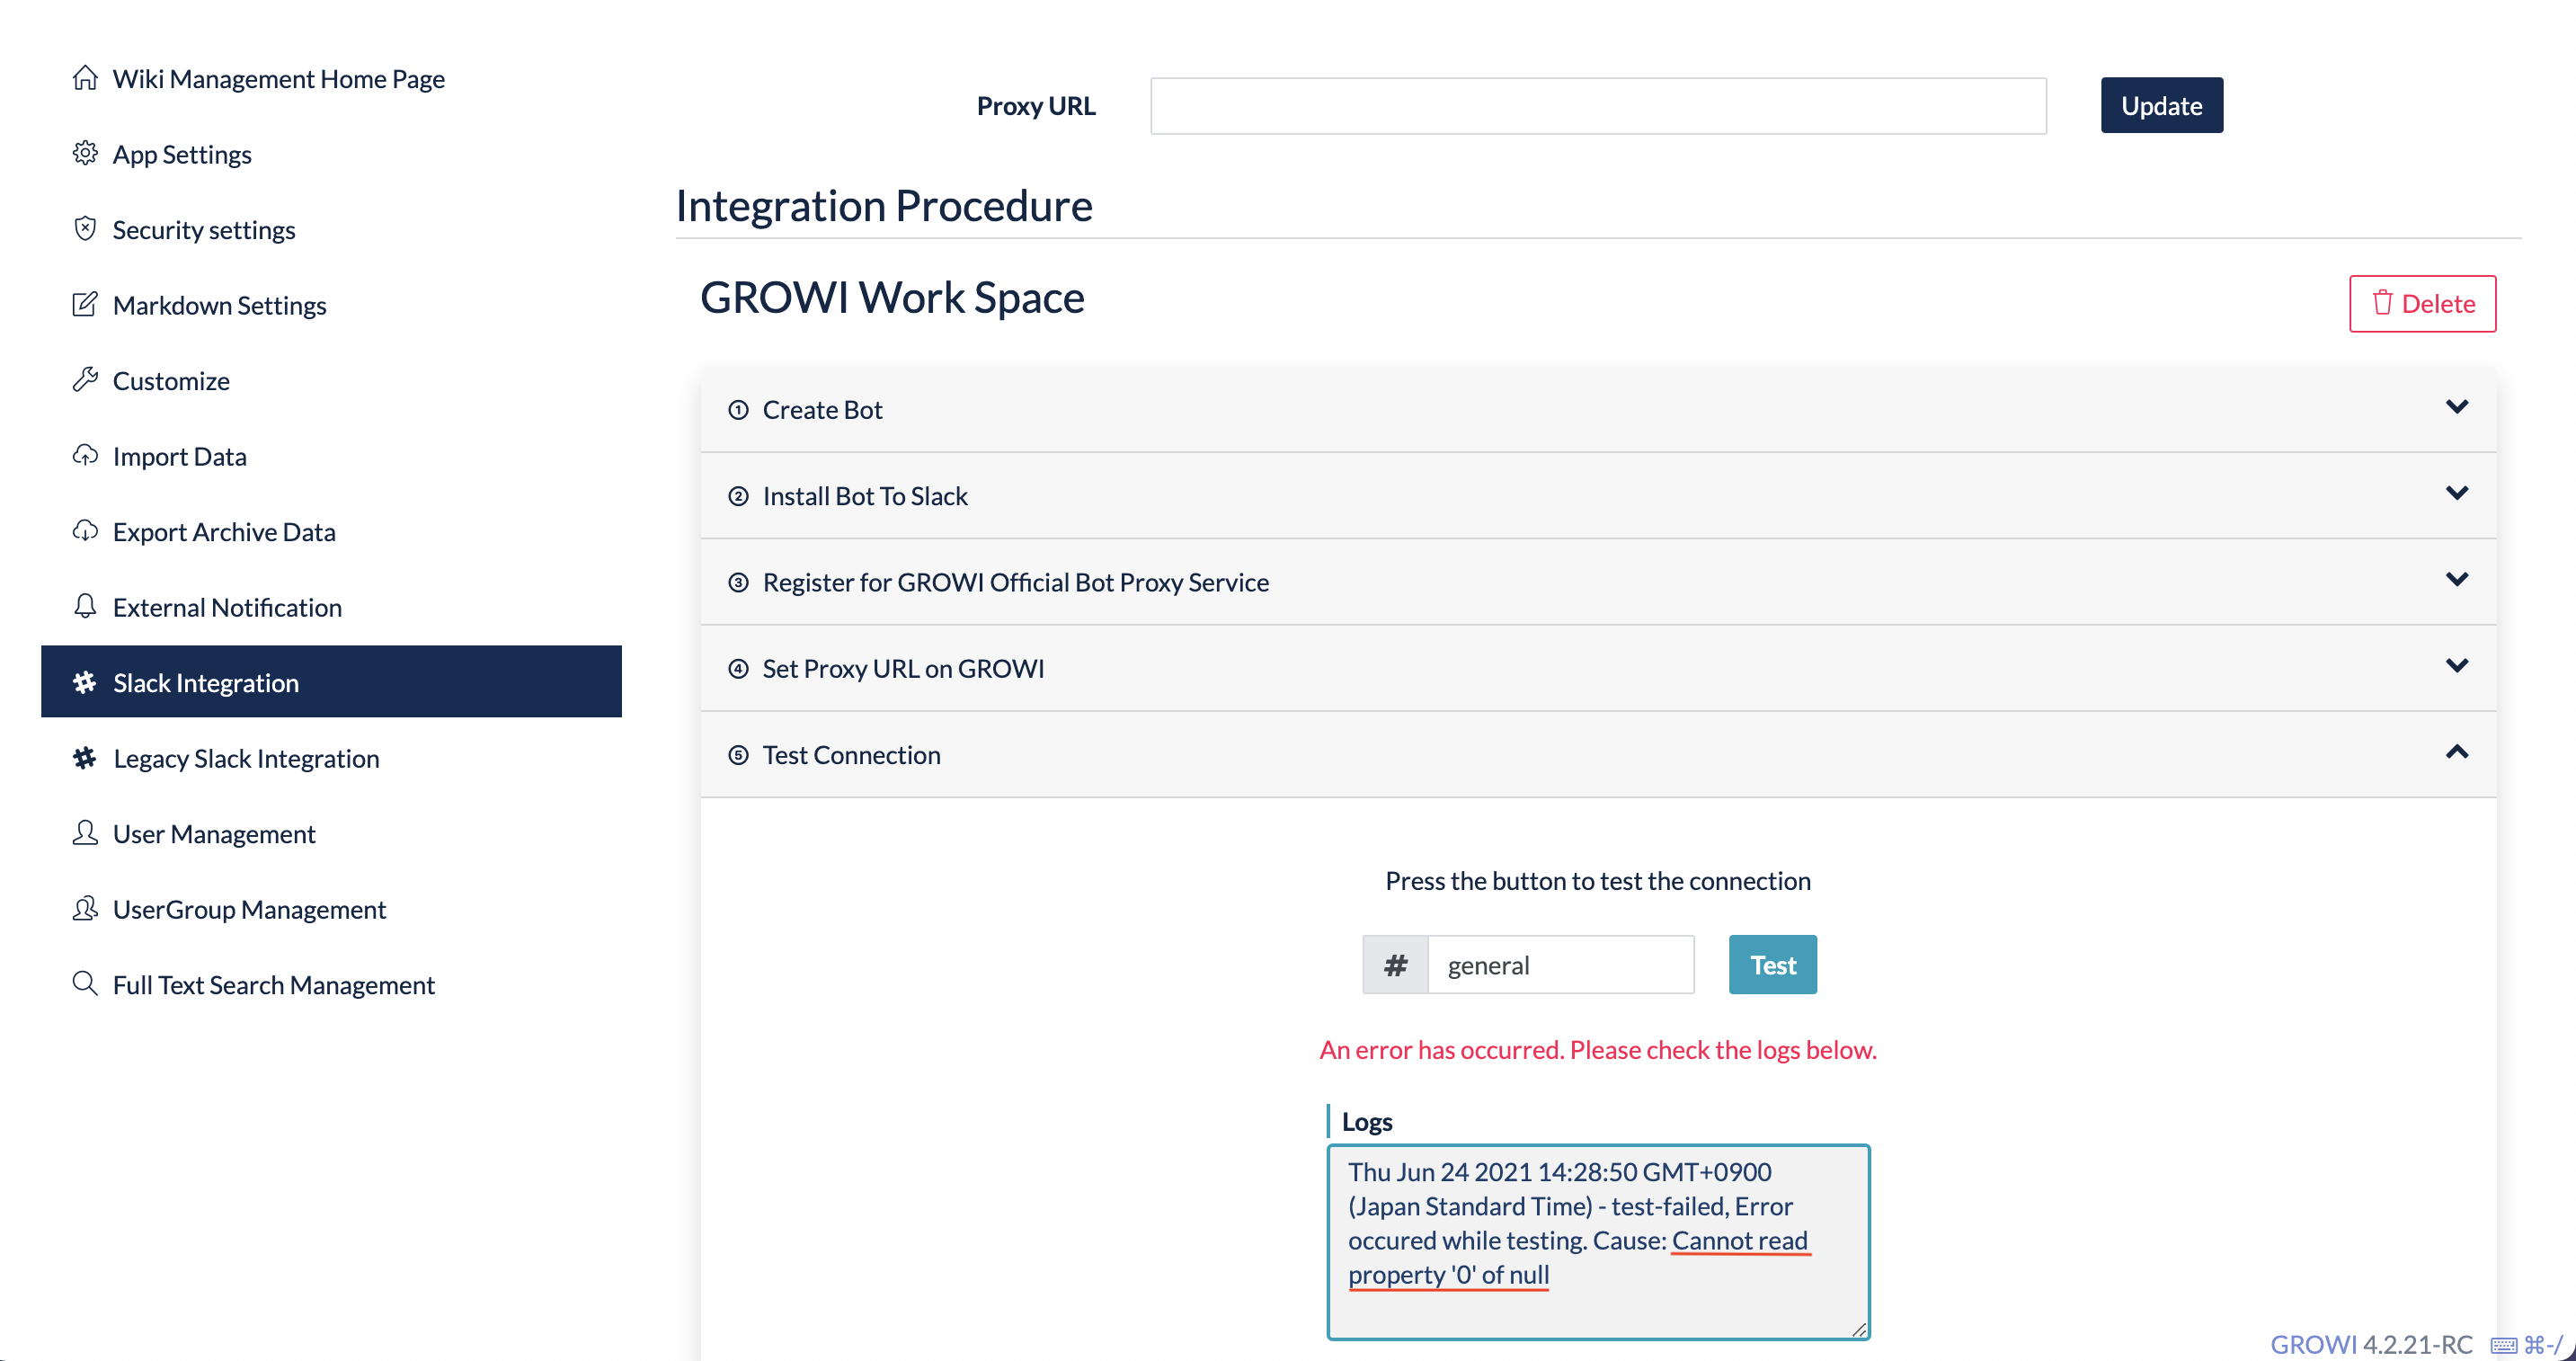 Wiki Management Home Page
App Settings
Security settings
Markdown Settings
Customize
Import Data
Export Archive Data
External Notification
Slack Integration
Legacy Slack Integration
User Management
UserGroup Management
Full Text Search Management
Proxy URL
Update
Integration Procedure
GROWI Work Space
Delete
① Create Bot
② Install Bot To Slack
③ Register for GROWI Official Bot Proxy Service
④ Set Proxy URL on GROWI
⑤ Test Connection
Press the button to test the connection
# general
Test
An error has occurred. Please check the logs below.
Logs
Thu Jun 24 2021 14:28:50 GMT+0900
(Japan Standard Time) - test-failed, Error
occured while testing. Cause: Cannot read
property '0' of null
GROWI 4.2.21-RC ⌘-/